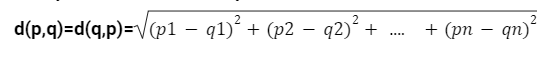 d(p,q)=d(q,p)=√(p1 − q1)² + (p2 − q2)² + .... + (pn − qn)²